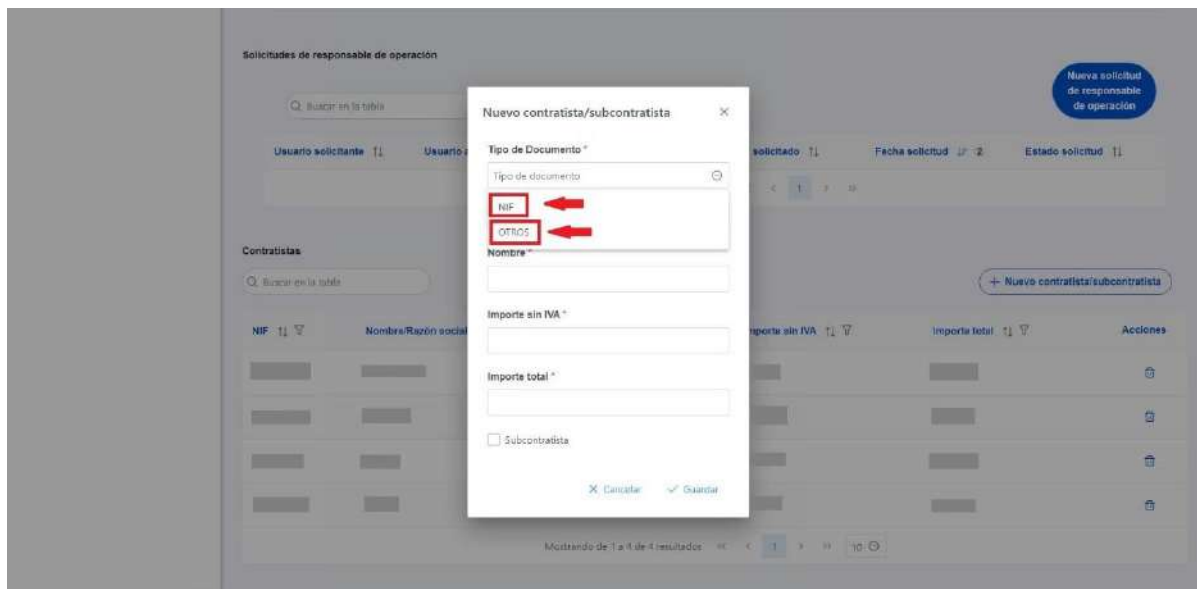 Solicitudes de responsable de operación
Nueva solicitud
de responsable
de operación
Buscar en la tabla
Usuario solicitante
Usuario
solicitado
Fecha solicitud
2
Estado solicitud
1
Nuevo contratista/subcontratista
Tipo de Documento *
Tipo de documento
NIF
OTROS
Nombre *
Importe sin IVA *
Importe total *
Subcontratista
Cancelar
Guardar
Contratistas
Buscar en la tabla
+ Nuevo contratista/subcontratista
NIF
Nombre/Razón social
sin IVA
Importe total
Acciones
Mostrando de 1 a 4 de 4 resultados
1
10